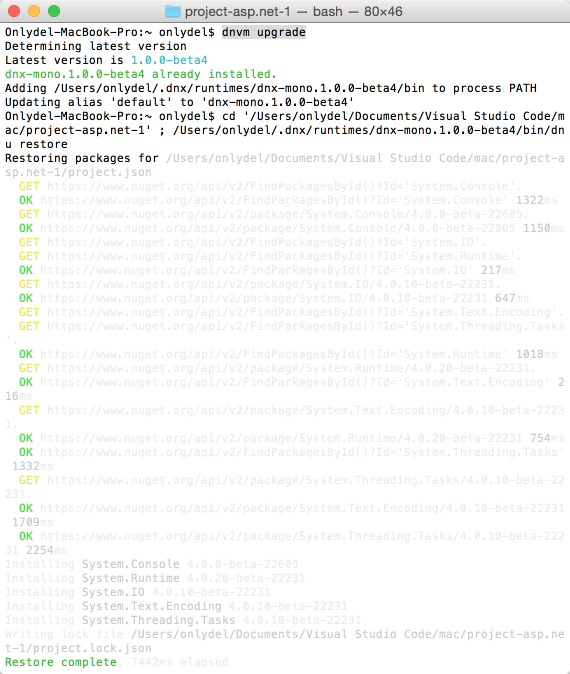 project-asp.net-1 — bash — 80×46
Onlydel-MacBook-Pro:~ onlydel$ dnvm upgrade
Determining latest version
Latest version is 1.0.0-beta4
dnx-mono.1.0.0-beta4 already installed.
Adding /Users/onlydel/.dnx/runtimes/dnx-mono.1.0.0-beta4/bin to process PATH
Updating alias 'default' to 'dnx-mono.1.0.0-beta4'
Onlydel-MacBook-Pro:~ onlydel$ cd '/Users/onlydel/Documents/Visual Studio Code/m
ac/project-asp.net-1' ; /Users/onlydel/.dnx/runtimes/dnx-mono.1.0.0-beta4/bin/dn
u restore
Restoring packages for /Users/onlydel/Documents/Visual Studio Code/mac/project-a
sp.net-1/project.json
GET https://www.nuget.org/api/v2/FindPackagesById()?Id='System.Console'.
OK https://www.nuget.org/api/v2/FindPackagesById()?Id='System.Console' 1322ms
GET https://www.nuget.org/api/v2/package/System.Console/4.0.0-beta-22605.
OK https://www.nuget.org/api/v2/package/System.Console/4.0.0-beta-22605 1150ms
GET https://www.nuget.org/api/v2/FindPackagesById()?Id='System.IO'.
GET https://www.nuget.org/api/v2/FindPackagesById()?Id='System.Runtime'.
OK https://www.nuget.org/api/v2/FindPackagesById()?Id='System.IO' 217ms
GET https://www.nuget.org/api/v2/package/System.IO/4.0.10-beta-22231.
OK https://www.nuget.org/api/v2/package/System.IO/4.0.10-beta-22231 647ms
GET https://www.nuget.org/api/v2/FindPackagesById()?Id='System.Text.Encoding'.
GET https://www.nuget.org/api/v2/FindPackagesById()?Id='System.Threading.Tasks
'.
OK https://www.nuget.org/api/v2/FindPackagesById()?Id='System.Runtime' 1018ms
GET https://www.nuget.org/api/v2/package/System.Runtime/4.0.20-beta-22231.
OK https://www.nuget.org/api/v2/FindPackagesById()?Id='System.Text.Encoding' 2
16ms
GET https://www.nuget.org/api/v2/package/System.Text.Encoding/4.0.10-beta-2223
1.
OK https://www.nuget.org/api/v2/package/System.Runtime/4.0.20-beta-22231 754ms
OK https://www.nuget.org/api/v2/FindPackagesById()?Id='System.Threading.Tasks'
1332ms
GET https://www.nuget.org/api/v2/package/System.Threading.Tasks/4.0.10-beta-22
231.
OK https://www.nuget.org/api/v2/package/System.Text.Encoding/4.0.10-beta-22231
1709ms
OK https://www.nuget.org/api/v2/package/System.Threading.Tasks/4.0.10-beta-222
31 2254ms
Installing System.Console 4.0.0-beta-22605
Installing System.Runtime 4.0.20-beta-22231
Installing System.IO 4.0.10-beta-22231
Installing System.Text.Encoding 4.0.10-beta-22231
Installing System.Threading.Tasks 4.0.10-beta-22231
Writing lock file /Users/onlydel/Documents/Visual Studio Code/mac/project-asp.ne
t-1/project.lock.json
Restore complete, 7442ms elapsed